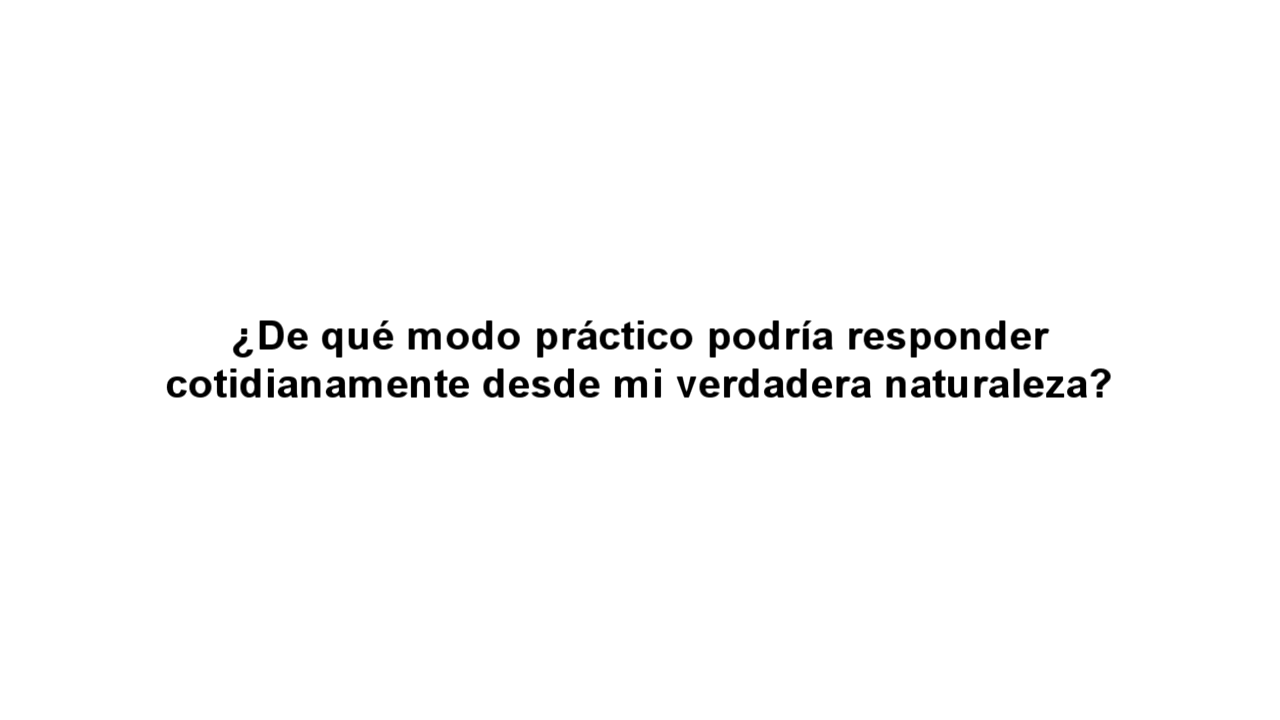 ¿De qué modo práctico podría responder
cotidianamente desde mi verdadera naturaleza?